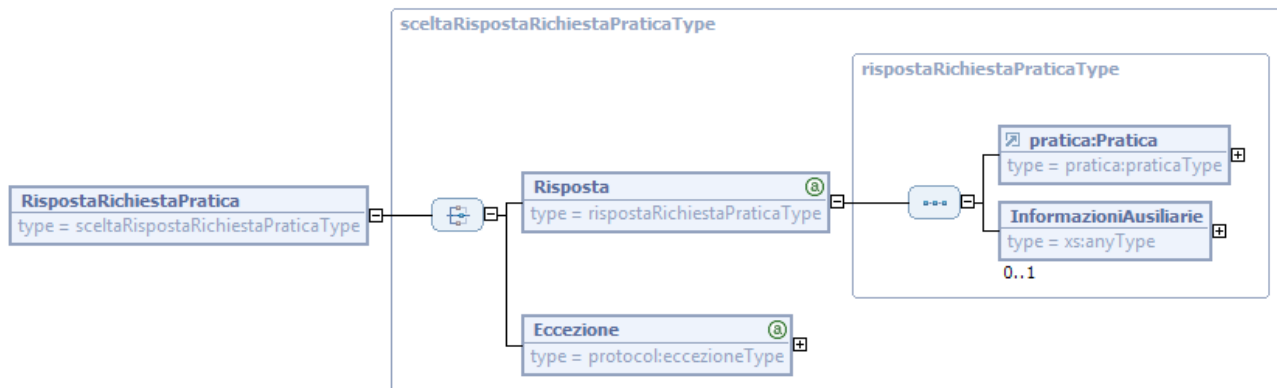 sceltaRispostaRichiestaPraticaType
rispostaRichiestaPraticaType
pratica:Pratica
type = pratica:praticaType
RispostaRichiestaPratica
type = sceltaRispostaRichiestaPraticaType
Risposta
a
type = rispostaRichiestaPraticaType
InformazioniAusiliarie
type = xs:anyType
0..1
Eccezione
a
type = protocol:eccezioneType